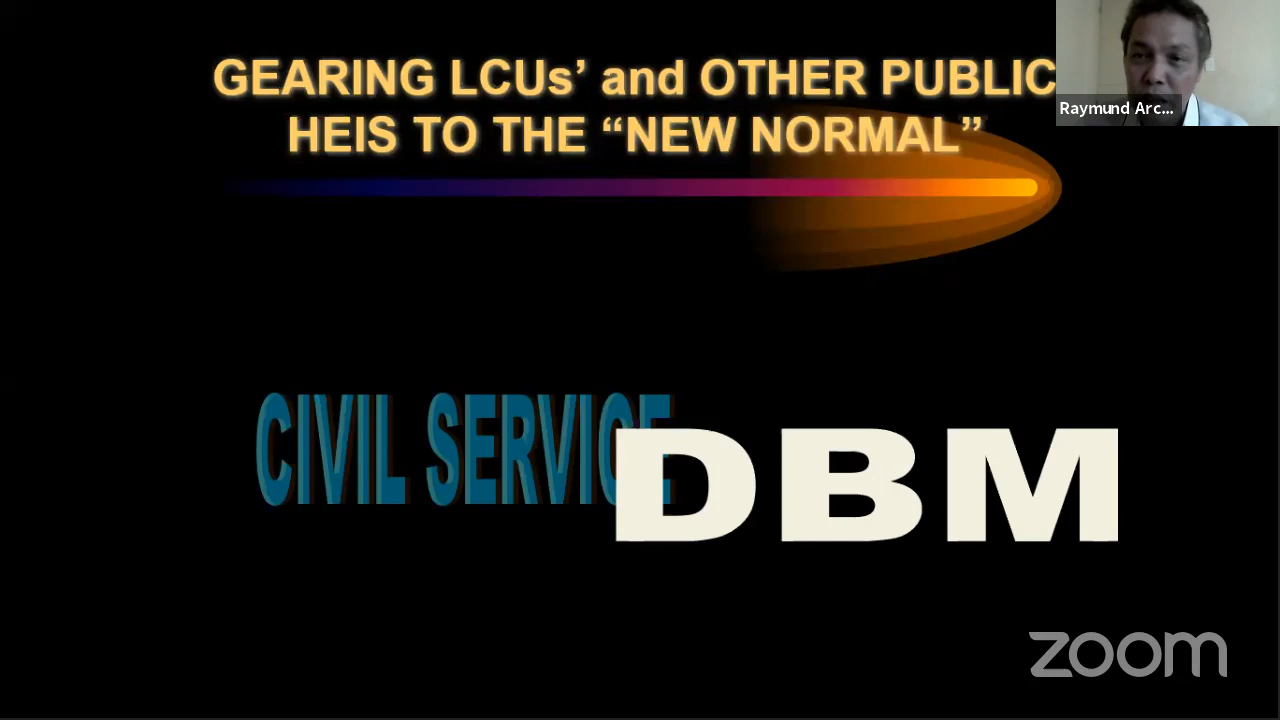 GEARING LCUs’ and OTHER PUBLIC
HEIS TO THE “NEW NORMAL”
Raymund Arc...
CIVIL SERVICE
DBM
zoom